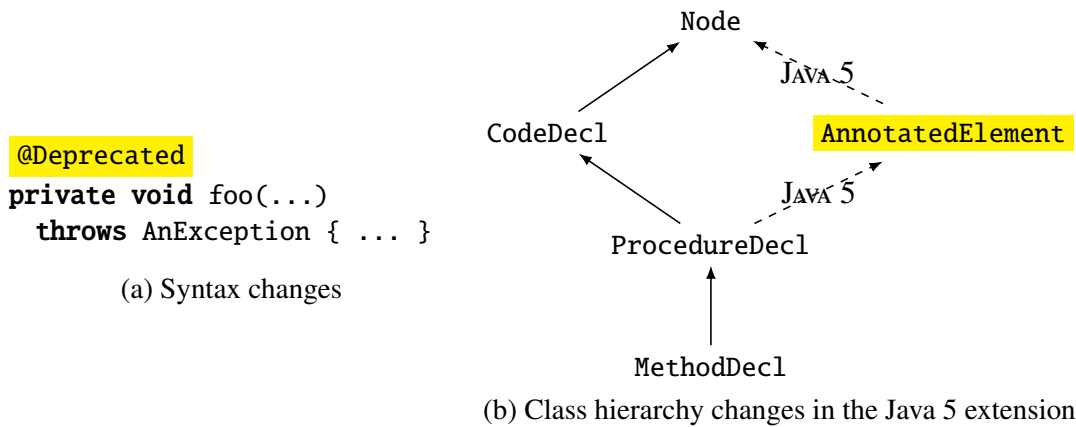 @Deprecated
private void foo(...)
throws AnException { ... }
(a) Syntax changes
Node
JAVA 5
CodeDecl
AnnotatedElement
JAVA 5
ProcedureDecl
MethodDecl
(b) Class hierarchy changes in the Java 5 extension